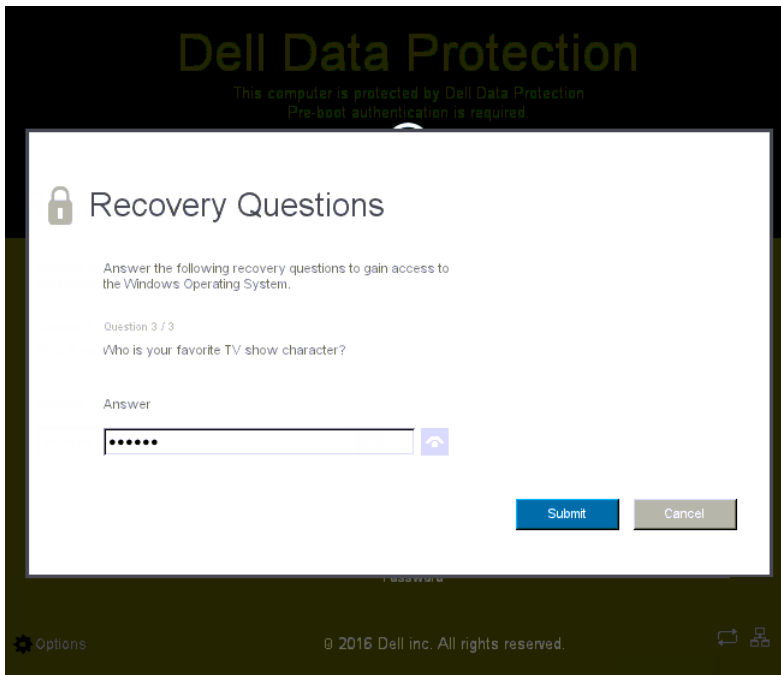 Dell Data Protection
This computer is protected by Dell Data Protection
Pre-boot authentication is required.
Recovery Questions
Answer the following recovery questions to gain access to
the Windows Operating System.
Question 3 / 3
Who is your favorite TV show character?
Answer
••••••
Submit
Cancel
Password
Options
© 2016 Dell inc. All rights reserved.